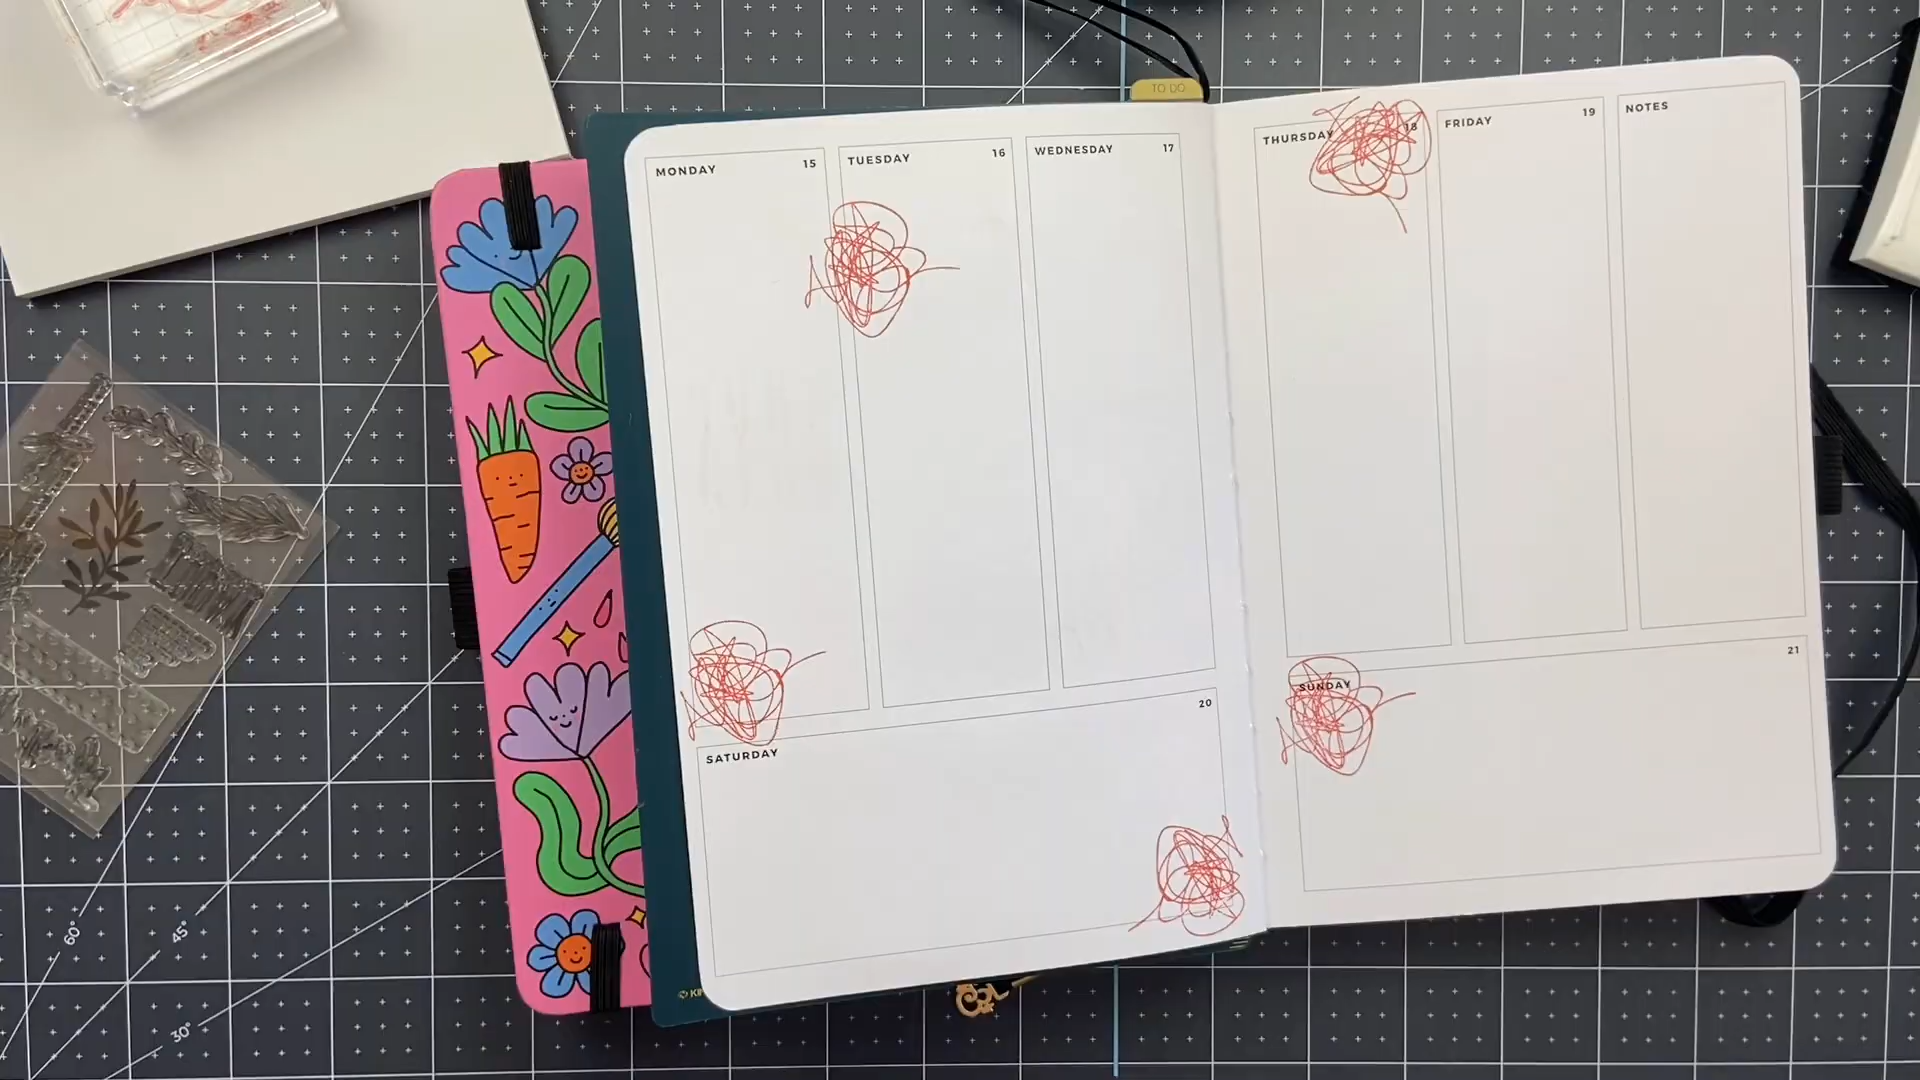 TO DO
MONDAY 15
TUESDAY 16
WEDNESDAY 17
THURSDAY 18
FRIDAY 19
NOTES
SATURDAY 20
SUNDAY 21
60°
45°
30°